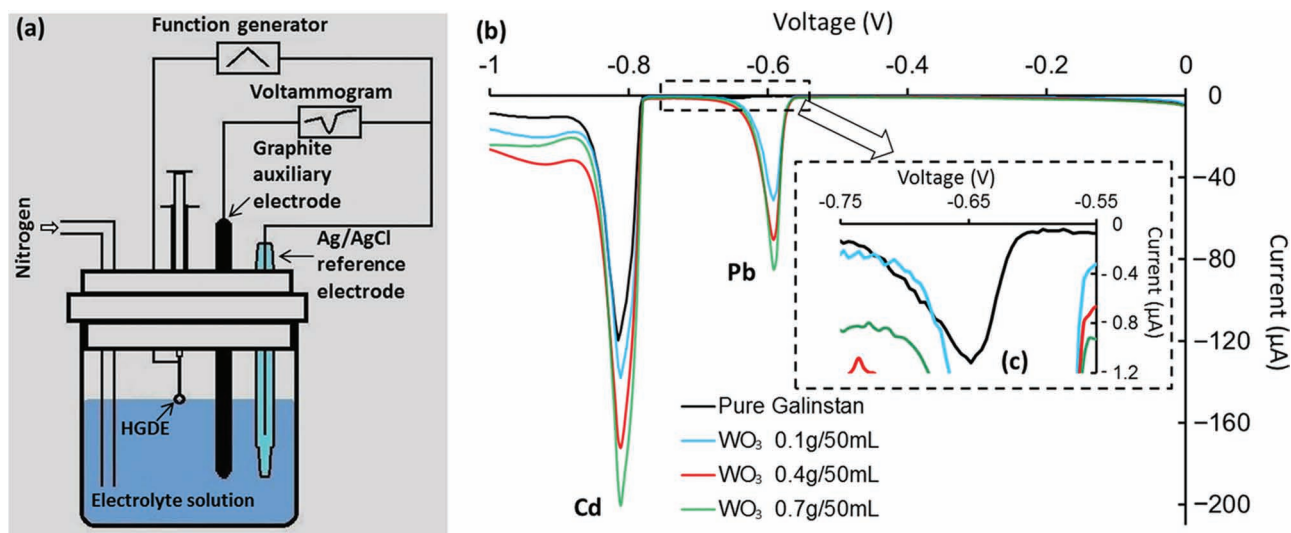 (a)
Function generator
Voltammogram
Graphite
auxiliary
electrode
Nitrogen
Ag/AgCl
reference
electrode
HGDE
Electrolyte solution
(b)
Voltage (V)
-1 -0.8 -0.6 -0.4 -0.2 0
0
−40
−80
−120
−160
−200
Current (µA)
Cd
Pb
Voltage (V)
-0.75 -0.65 -0.55
0
- 0.4
- 0.8
- 1.2
Current (µA)
(c)
Pure Galinstan
WO₃ 0.1g/50mL
WO₃ 0.4g/50mL
WO₃ 0.7g/50mL